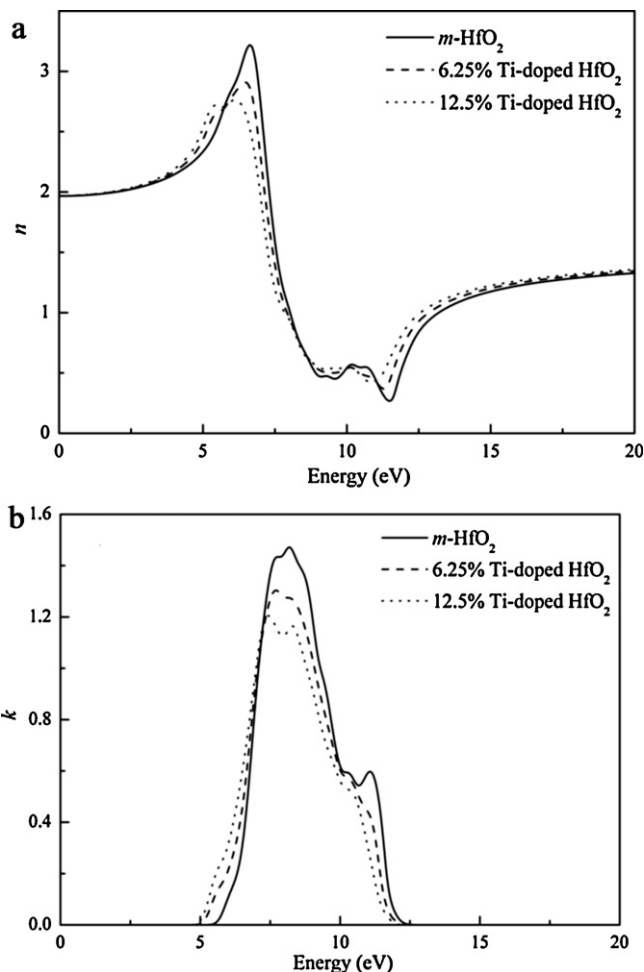 a
m-HfO₂
6.25% Ti-doped HfO₂
12.5% Ti-doped HfO₂
3
2
1
0
n
0 5 10 15 20
Energy (eV)
b
m-HfO₂
6.25% Ti-doped HfO₂
12.5% Ti-doped HfO₂
1.6
1.2
0.8
0.4
0.0
k
0 5 10 15 20
Energy (eV)